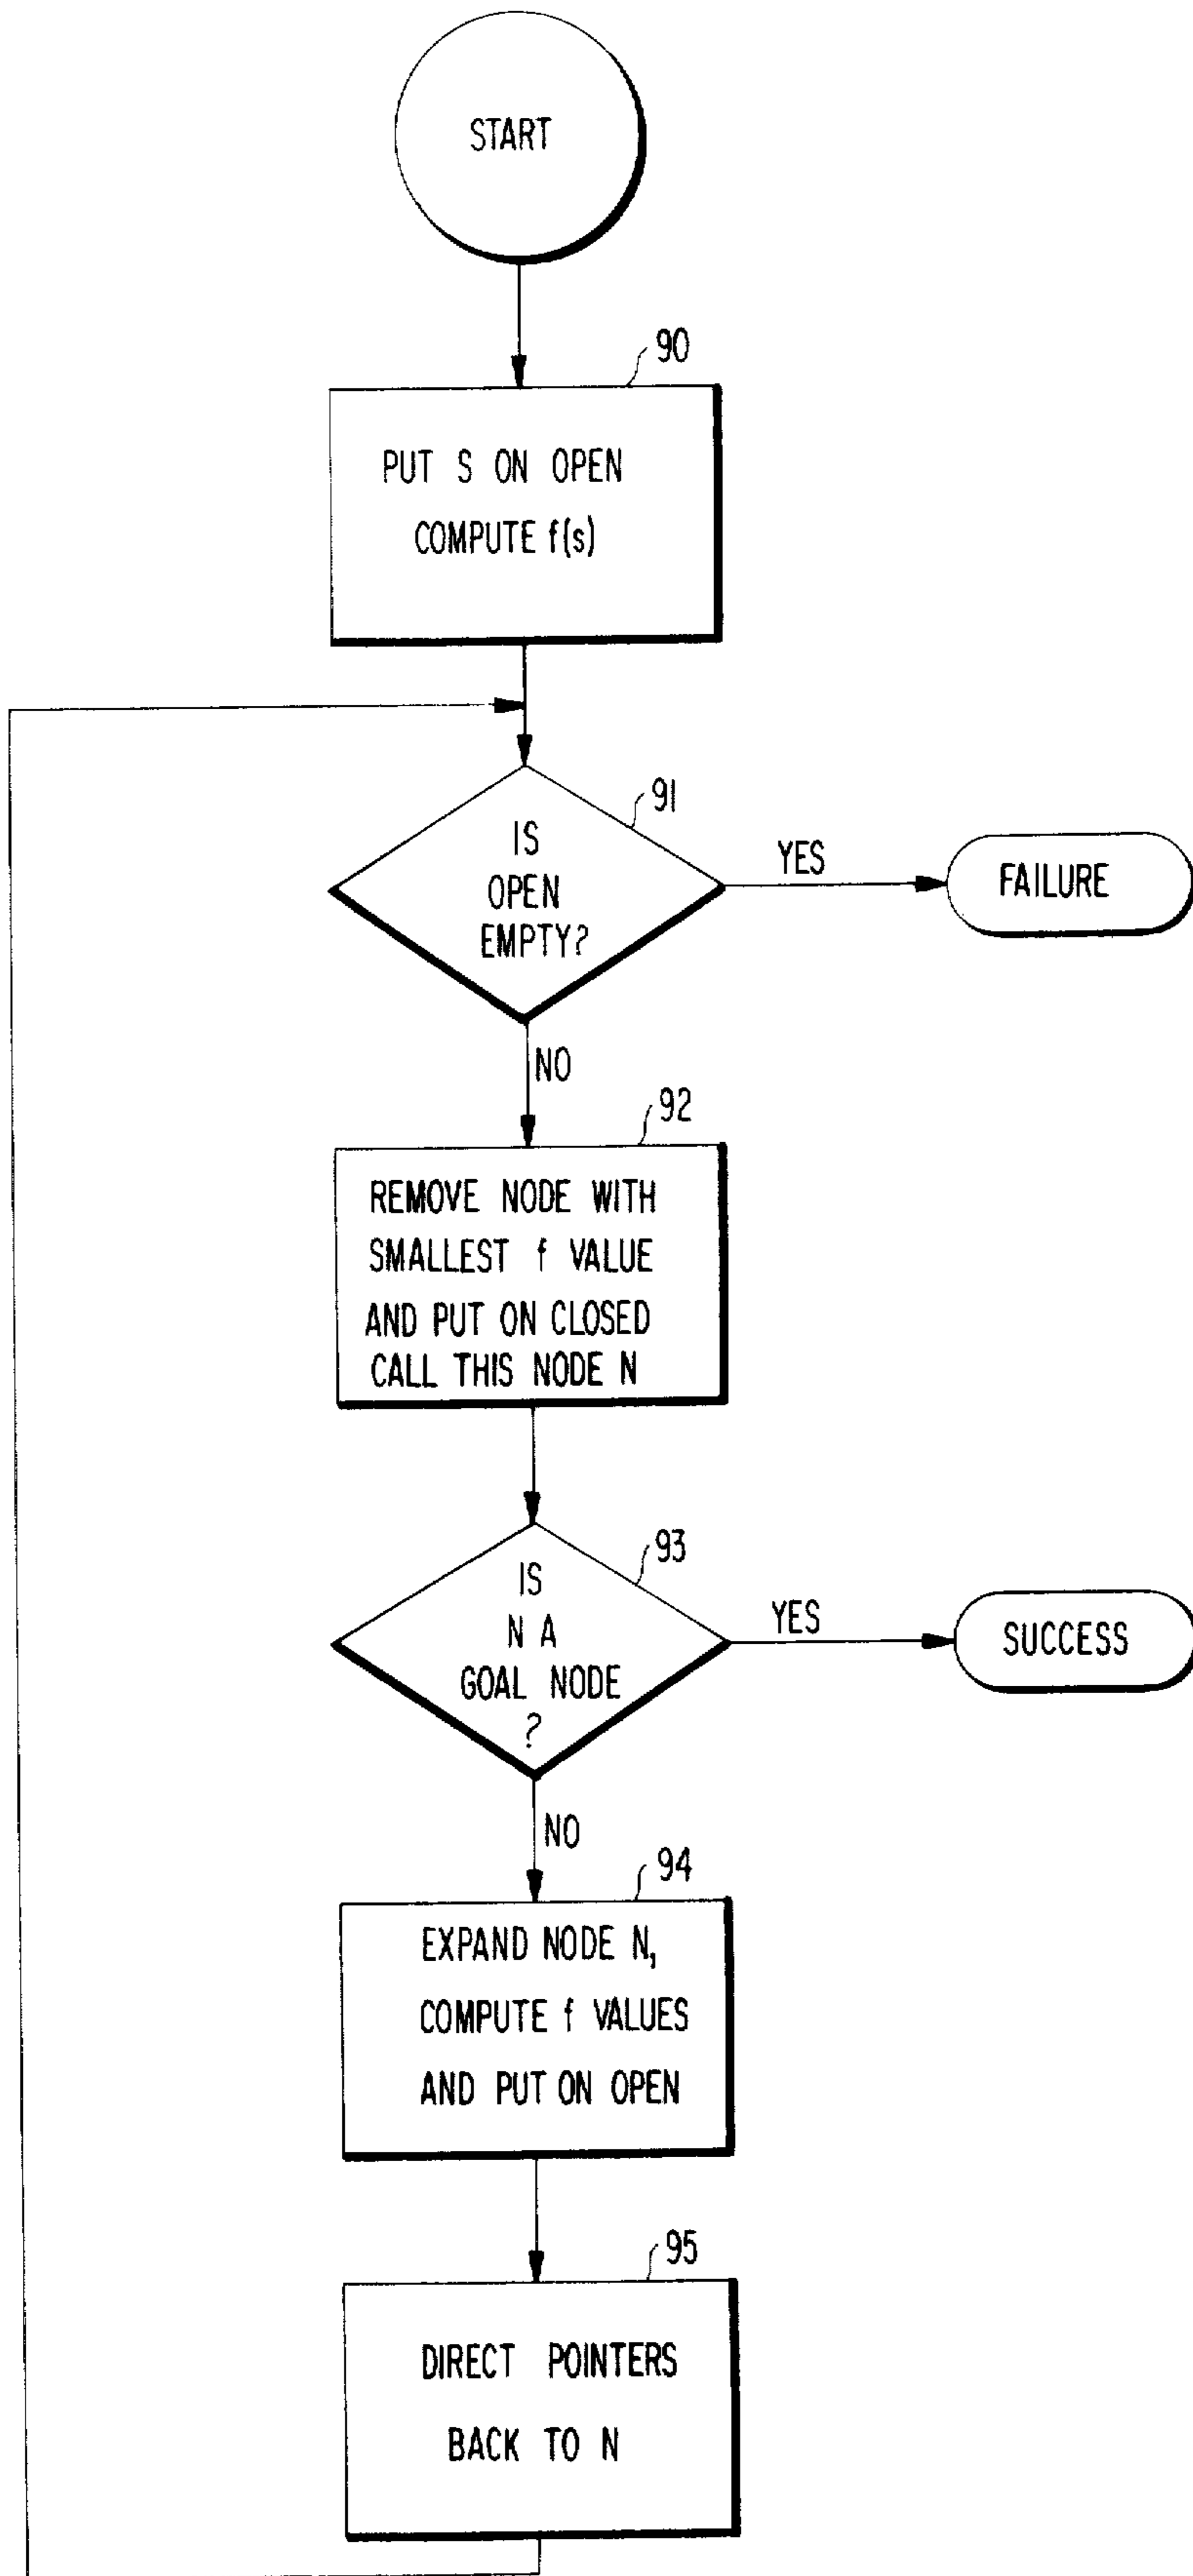 START
90
PUT S ON OPEN
COMPUTE f(s)
91
IS
OPEN
EMPTY?
YES
FAILURE
NO
92
REMOVE NODE WITH
SMALLEST f VALUE
AND PUT ON CLOSED
CALL THIS NODE N
93
IS
N A
GOAL NODE
?
YES
SUCCESS
NO
94
EXPAND NODE N,
COMPUTE f VALUES
AND PUT ON OPEN
95
DIRECT POINTERS
BACK TO N